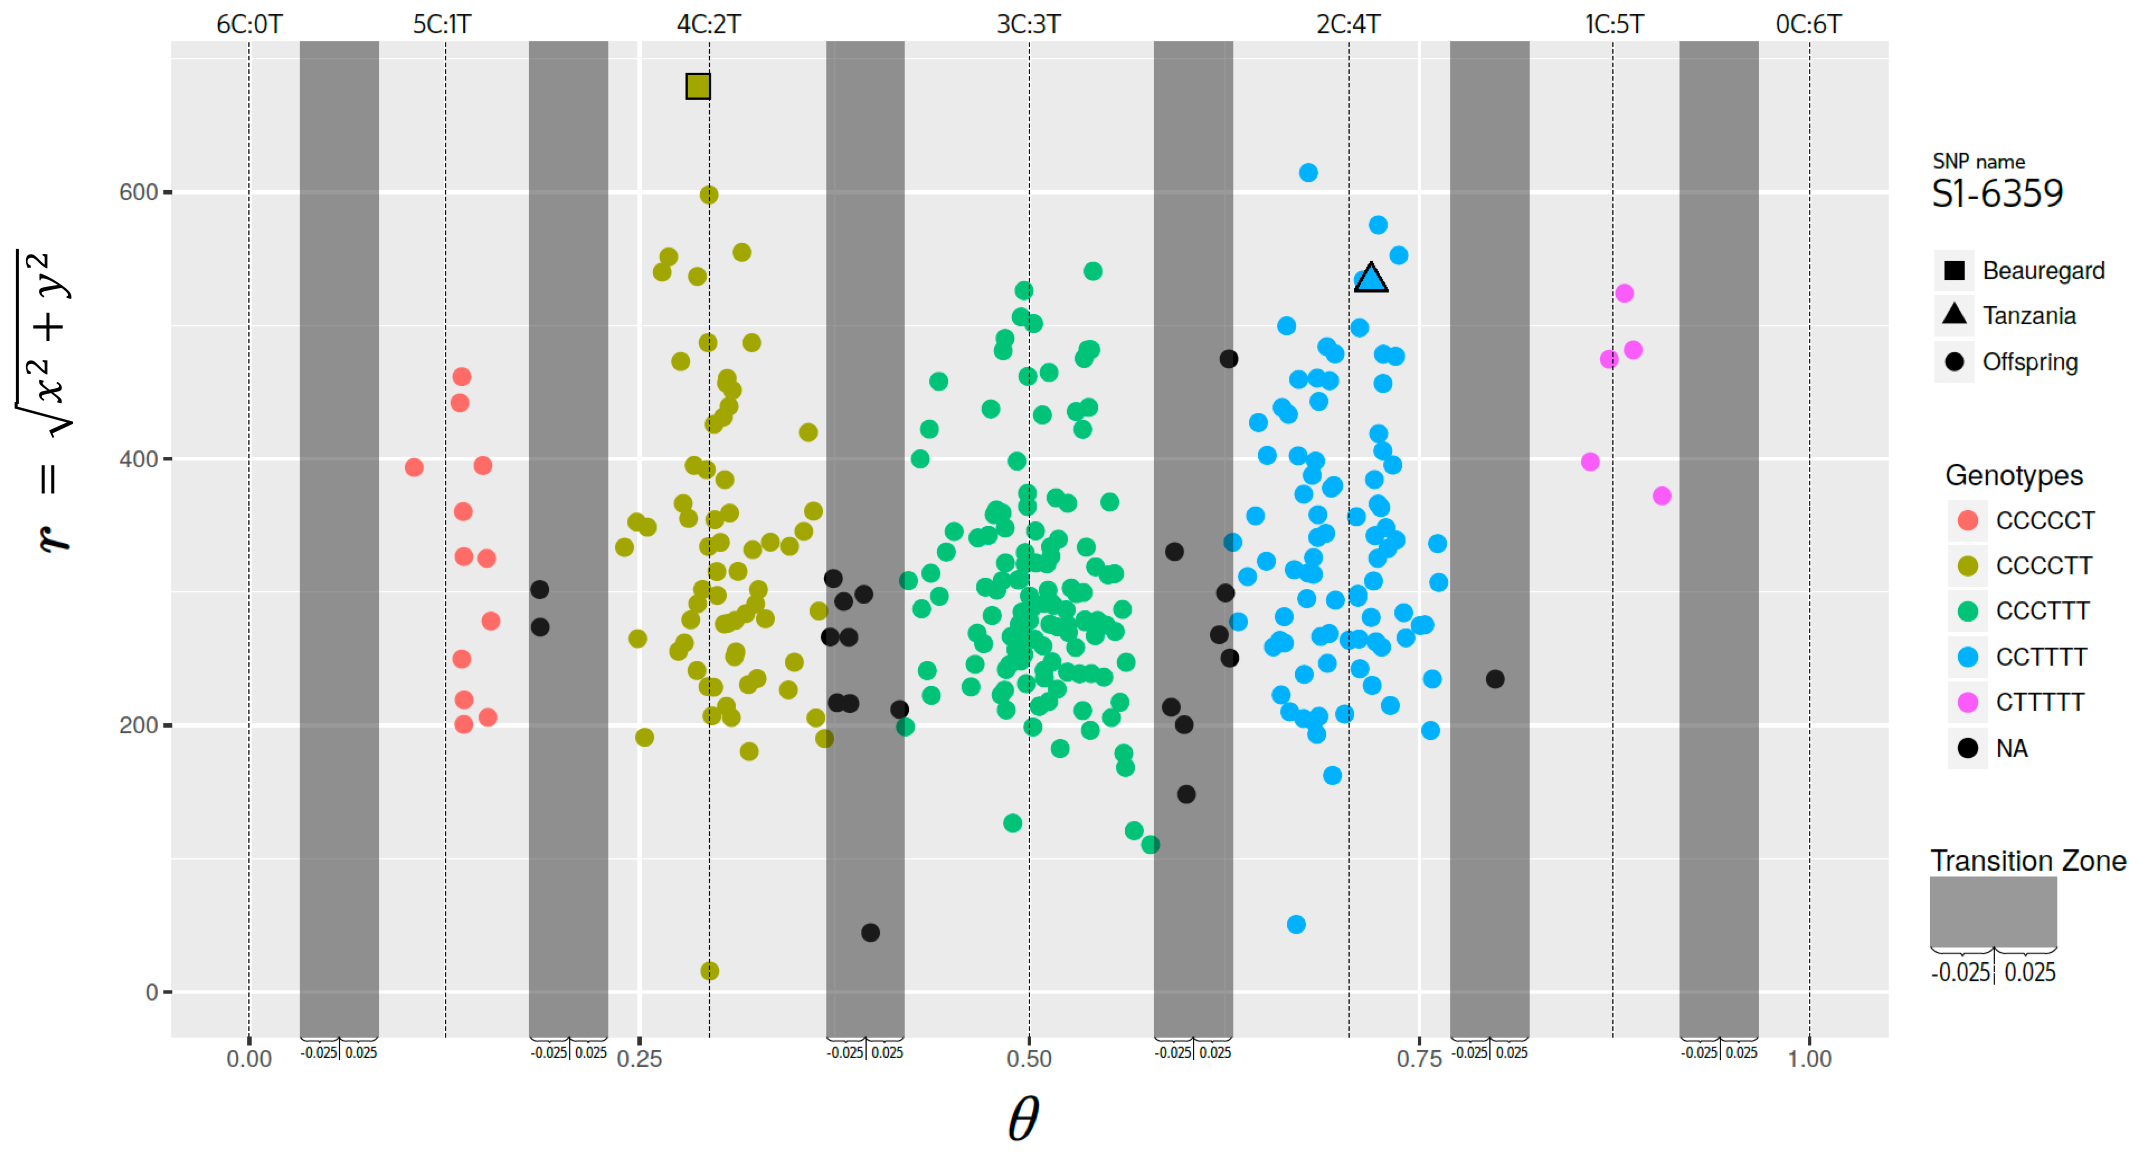 6C:0T 5C:1T 4C:2T 3C:3T 2C:4T 1C:5T 0C:6T
r = √x² + y²
600
400
200
0
-0.025 0.025 -0.025 0.025 -0.025 0.025 -0.025 0.025 -0.025 0.025 -0.025 0.025
0.00 0.25 0.50 0.75 1.00
θ
SNP name
S1-6359
Beauregard
Tanzania
Offspring
Genotypes
CCCCCT
CCCCTT
CCCTTT
CCTTTT
CTTTTT
NA
Transition Zone
-0.025 0.025